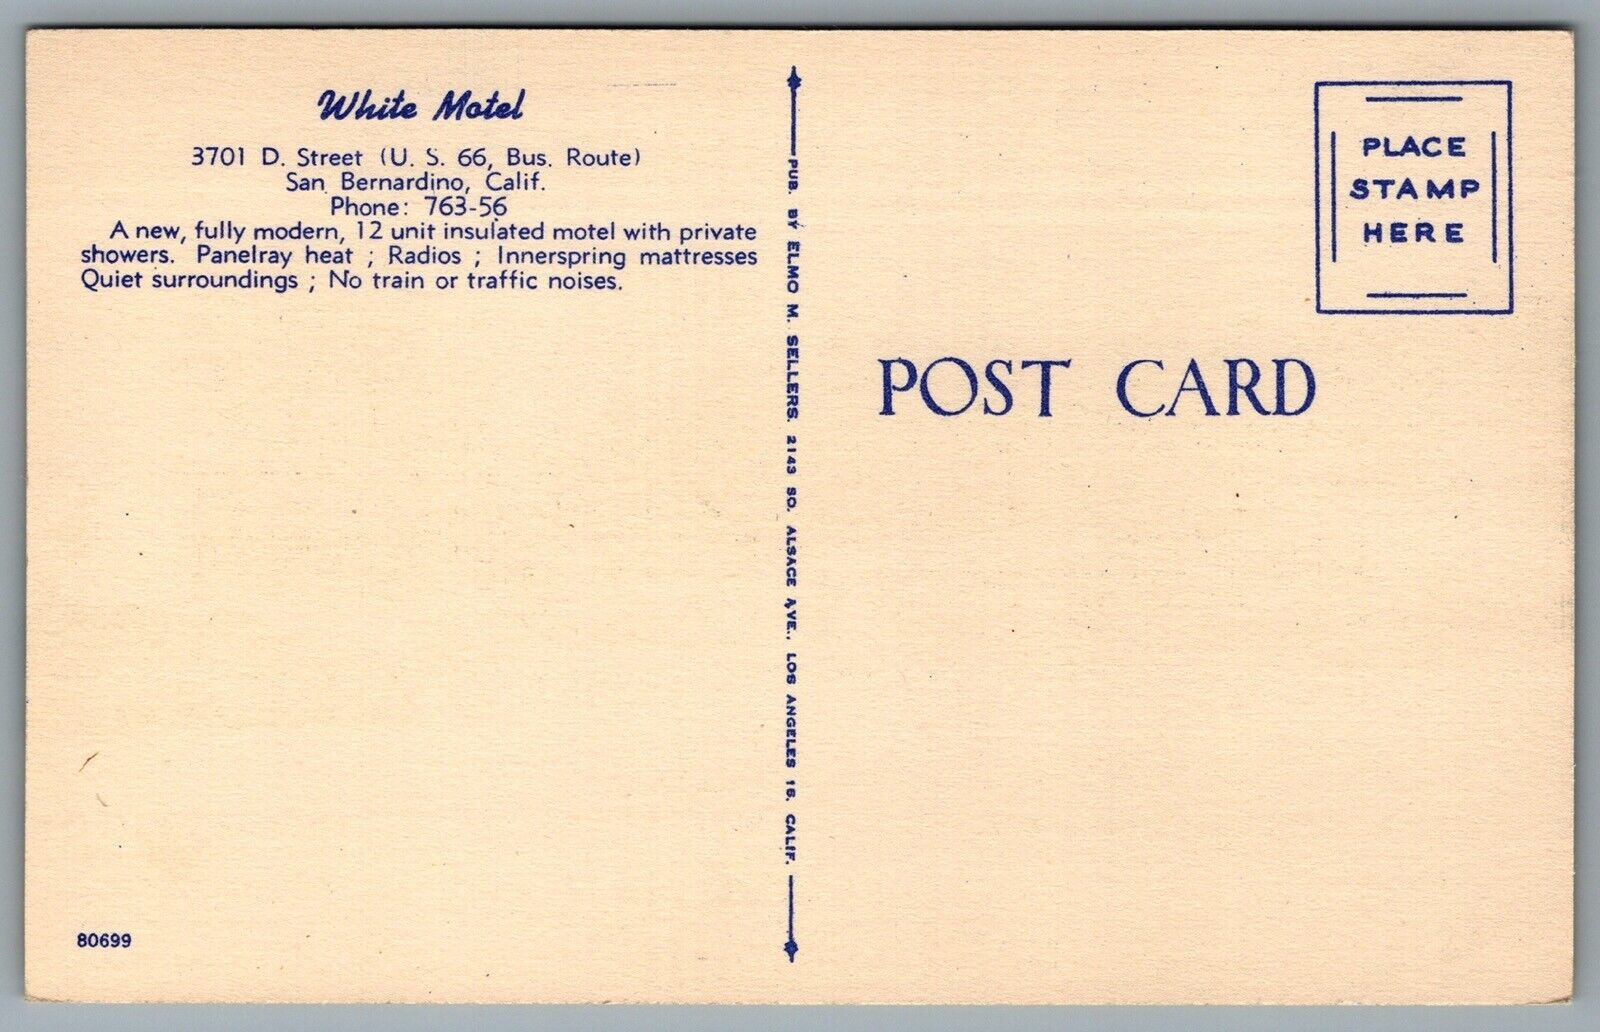 White Motel
3701 D. Street (U. S. 66, Bus. Route)
San Bernardino, Calif.
Phone: 763-56
A new, fully modern, 12 unit insulated motel with private
showers. Panelray heat ; Radios ; Innerspring mattresses
Quiet surroundings ; No train or traffic noises.
80699
PUB. BY ELMO M. SELLERS. 2143 SO. ALSACE AVE., LOS ANGELES 16. CALIF.
PLACE
STAMP
HERE
POST CARD